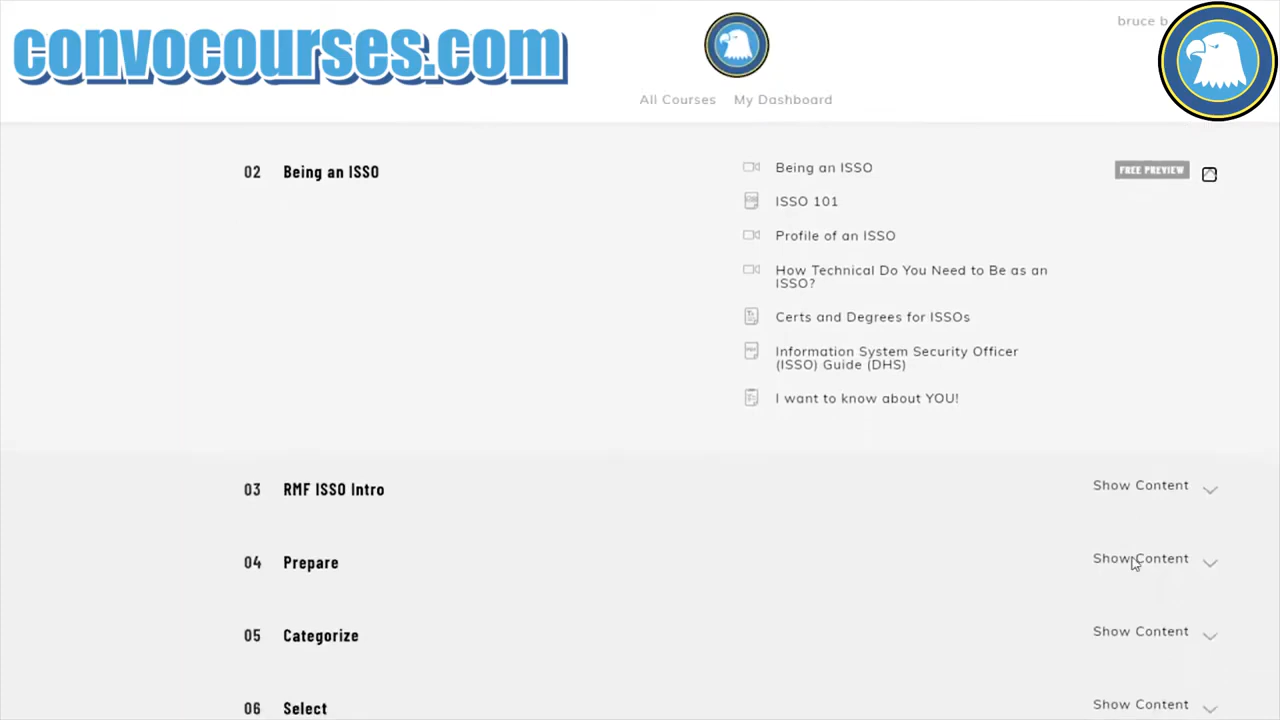 convocourses.com
bruce b
All Courses My Dashboard
02 Being an ISSO
Being an ISSO
FREE PREVIEW
ISSO 101
Profile of an ISSO
How Technical Do You Need to Be as an
ISSO?
Certs and Degrees for ISSOs
Information System Security Officer
(ISSO) Guide (DHS)
I want to know about YOU!
03 RMF ISSO Intro
Show Content
04 Prepare
Show Content
05 Categorize
Show Content
06 Select
Show Content